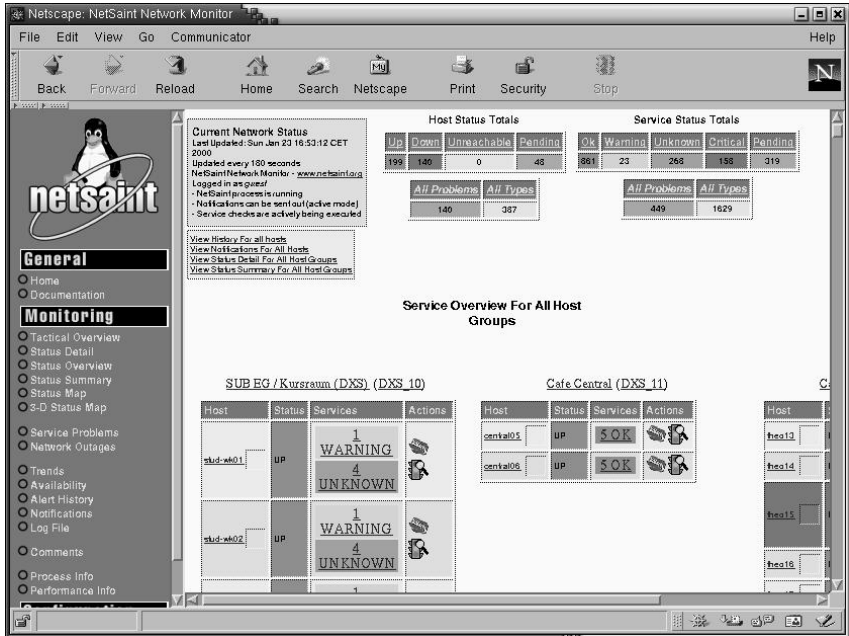 Netscape: NetSaint Network Monitor
File Edit View Go Communicator Help
Back Forward Reload Home Search Netscape Print Security Stop
My
N
netsaint
General
Home
Documentation
Monitoring
Tactical Overview
Status Detail
Status Overview
Status Summary
Status Map
3-D Status Map
Service Problems
Network Outages
Trends
Availability
Alert History
Notifications
Log File
Comments
Process Info
Performance Info
Current Network Status
Last Updated: Sun Jan 23 16:53:12 CET
2000
Updated every 180 seconds
NetSaint Network Monitor - www.netsaint.org
Logged in as guest
- NetSaint process is running
- Notifications can be sent out (active mode)
- Service checks are actively being executed
View History For all hosts
View Notifications For All Hosts
View Status Detail For All Host Groups
View Status Summary For All Host Groups
Host Status Totals
Up Down Unreachable Pending
199 140 0 48
All Problems All Types
140 387
Service Status Totals
Ok Warning Unknown Critical Pending
861 23 268 158 319
All Problems All Types
449 1629
Service Overview For All Host
Groups
SUB EG / Kursraum (DXS) (DXS_10)
Host Status Services Actions
stud-wk01 UP 1
WARNING
4
UNKNOWN
stud-wk02 UP 1
WARNING
4
UNKNOWN
1
Cafe Central (DXS_11)
Host Status Services Actions
central05 UP 5 OK
central06 UP 5 OK
Host
thea13
thea14
thea15
thea16